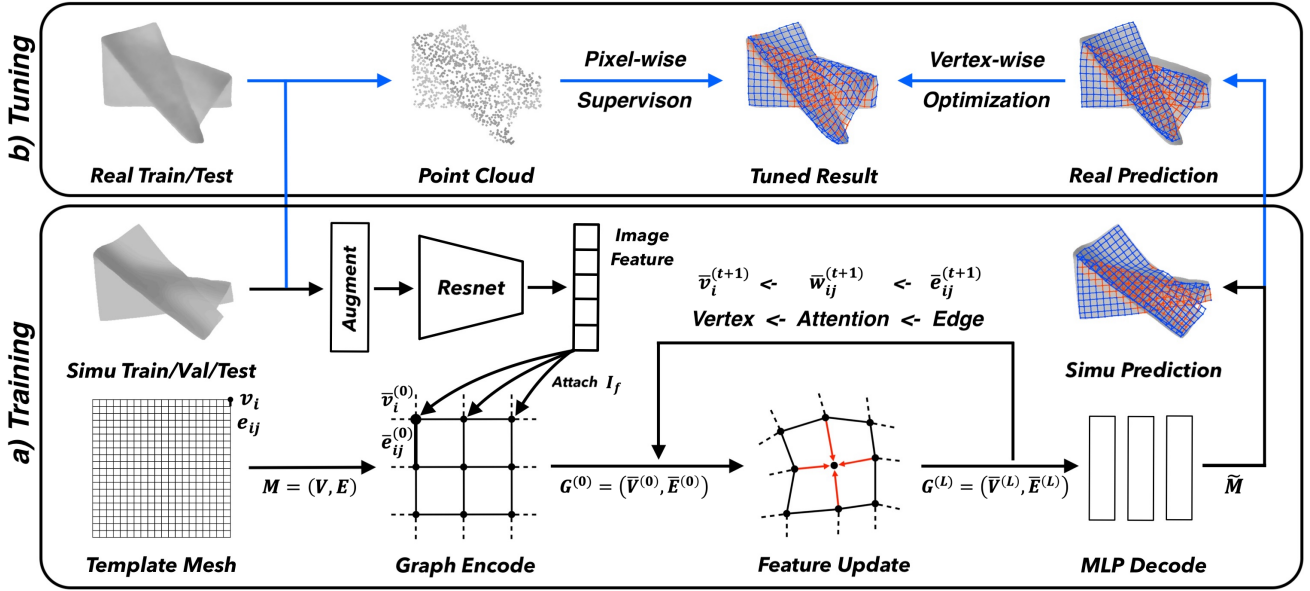 b) Tuning
Pixel-wise
Supervison
Vertex-wise
Optimization
Real Train/Test
Point Cloud
Tuned Result
Real Prediction
a) Training
Augment
Resnet
Image
Feature
v̅ᵢ⁽ᵗ⁺¹⁾ <- w̅ᵢⱼ⁽ᵗ⁺¹⁾ <- e̅ᵢⱼ⁽ᵗ⁺¹⁾
Vertex <- Attention <- Edge
Simu Train/Val/Test
Attach I_f
Simu Prediction
vᵢ
eᵢⱼ
v̅ᵢ⁽⁰⁾
e̅ᵢⱼ⁽⁰⁾
M = (V, E)
G⁽⁰⁾ = (V̅⁽⁰⁾, E̅⁽⁰⁾)
G⁽ᴸ⁾ = (V̅⁽ᴸ⁾, E̅⁽ᴸ⁾)
M̃
Template Mesh
Graph Encode
Feature Update
MLP Decode